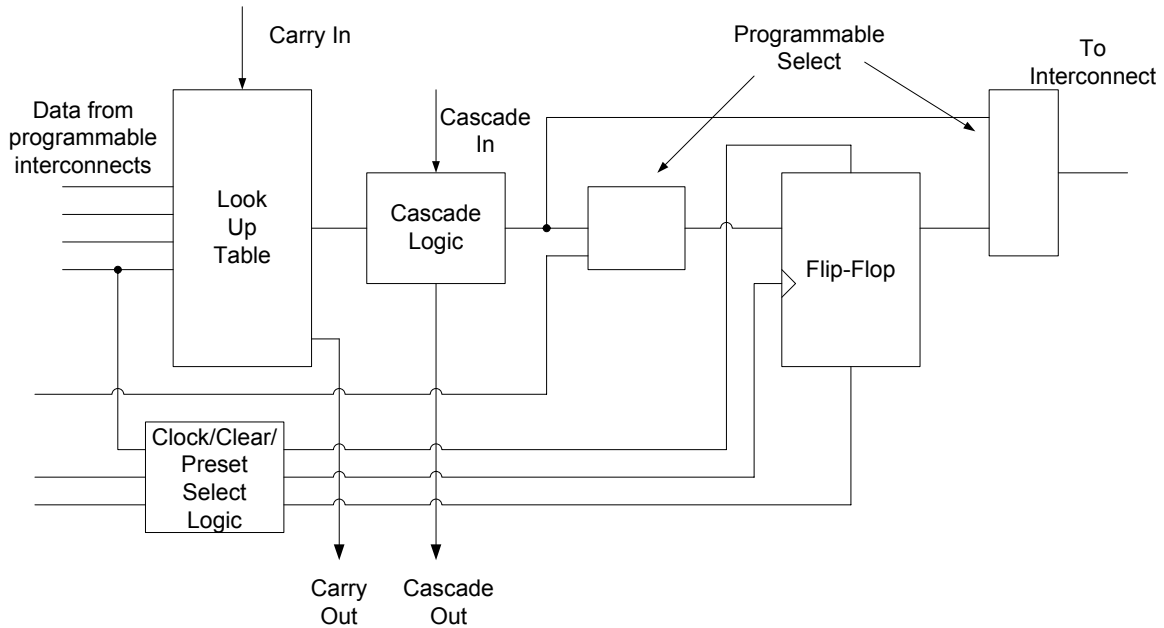 Carry In
Programmable
Select
To
Interconnect
Data from
programmable
interconnects
Cascade
In
Look
Up
Table
Cascade
Logic
Flip-Flop
Clock/Clear/
Preset
Select
Logic
Carry
Out
Cascade
Out